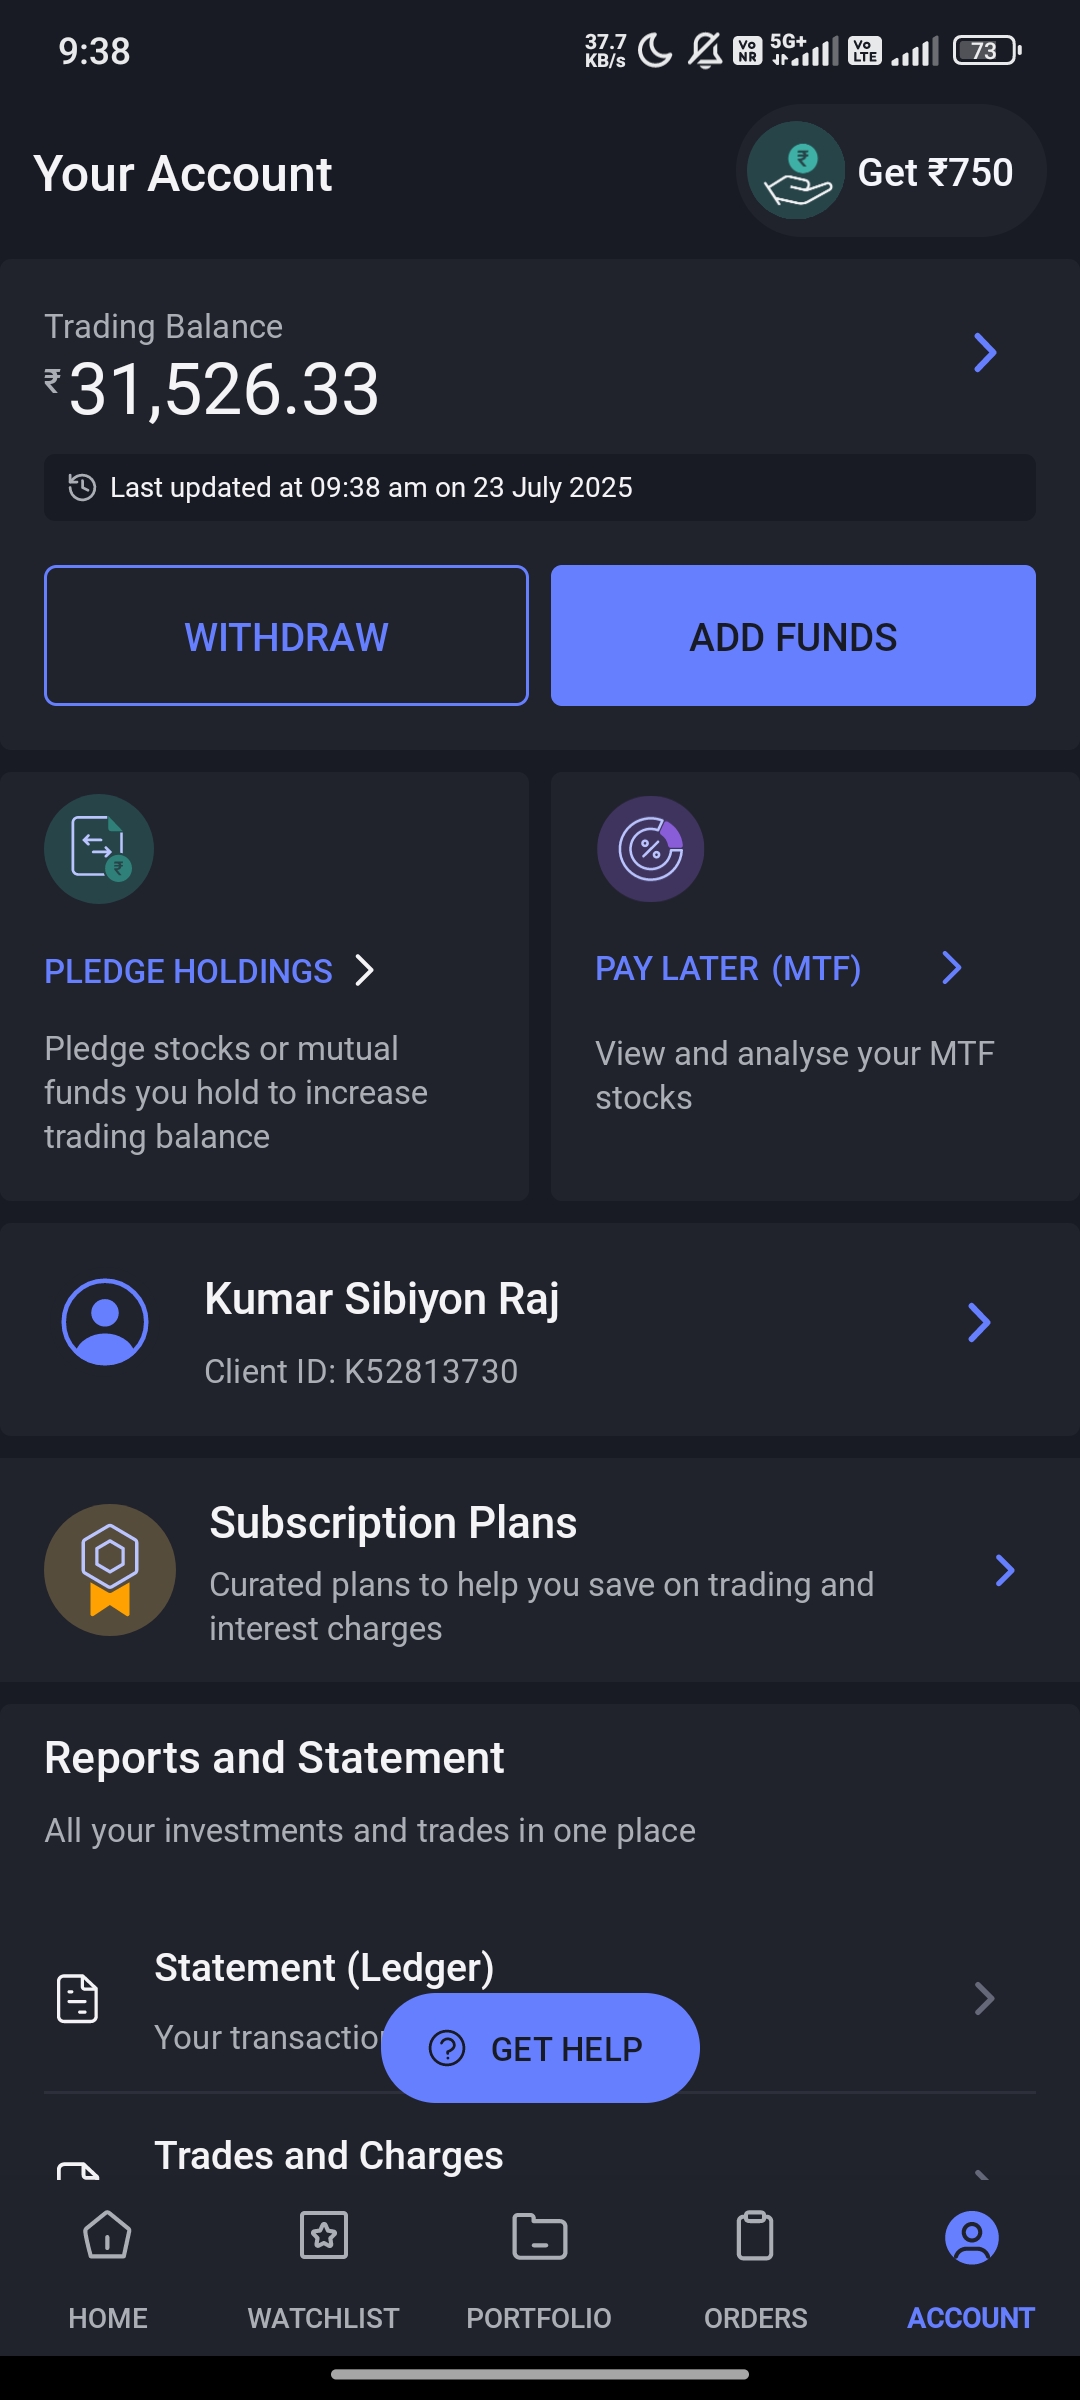 9:38
37.7
KB/s
Vo
NR
5G+
Vo
LTE
73
Your Account
₹
Get ₹750
Trading Balance
₹ 31,526.33
Last updated at 09:38 am on 23 July 2025
WITHDRAW
ADD FUNDS
₹
PLEDGE HOLDINGS
Pledge stocks or mutual
funds you hold to increase
trading balance
%
PAY LATER (MTF)
View and analyse your MTF
stocks
Kumar Sibiyon Raj
Client ID: K52813730
Subscription Plans
Curated plans to help you save on trading and
interest charges
Reports and Statement
All your investments and trades in one place
Statement (Ledger)
Your
GET HELP
Trades and Charges
HOME
WATCHLIST
PORTFOLIO
ORDERS
ACCOUNT